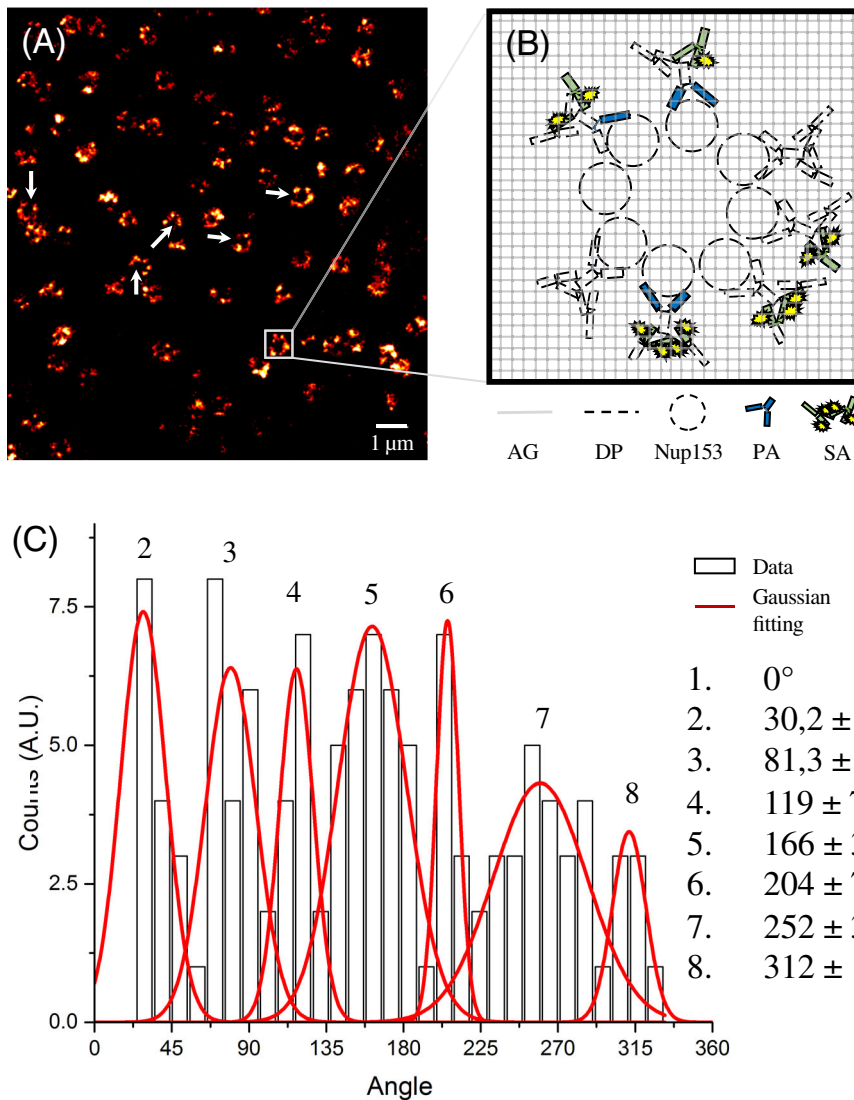 (A)
1 μm
(B)
AG DP Nup153 PA SA
(C)
2 3 4 5 6 7 8
Data
Gaussian
fitting
1. 0°
2. 30,2 ±
3. 81,3 ±
4. 119 ±
5. 166 ±
6. 204 ±
7. 252 ±
8. 312 ±
Counts (A.U.)
7.5
5.0
2.5
0.0
0 45 90 135 180 225 270 315 360
Angle